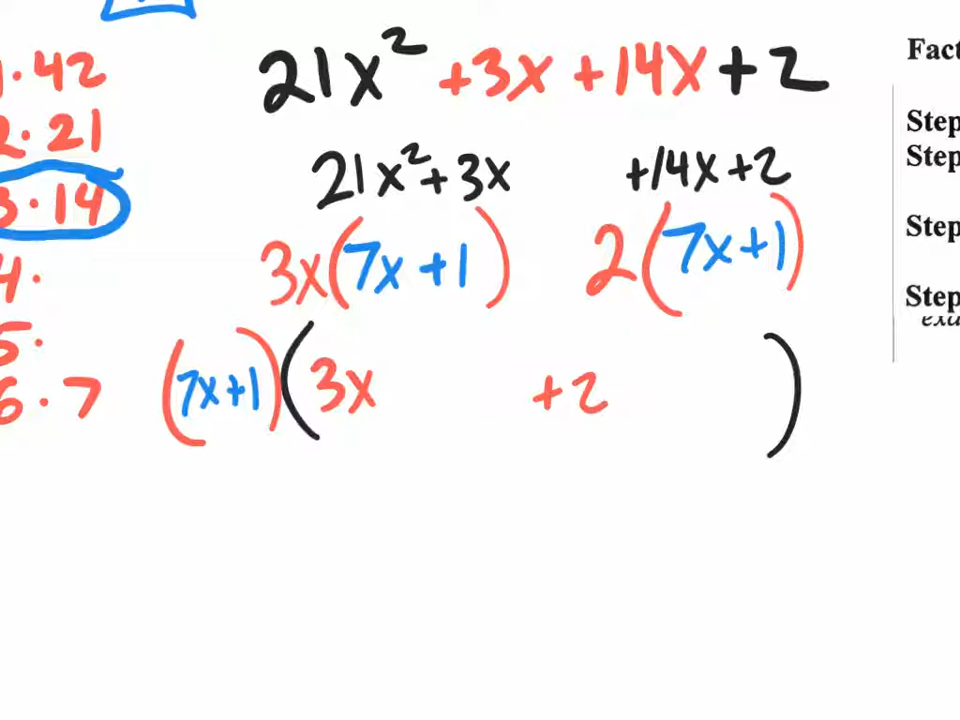 · 42
2 · 21
3 · 14
4 ·
5 ·
6 · 7
21x² +3x +14x +2
21x² +3x +14x +2
3x(7x +1) 2(7x+1)
(7x+1)(3x +2)
Step
Step
Step
Step